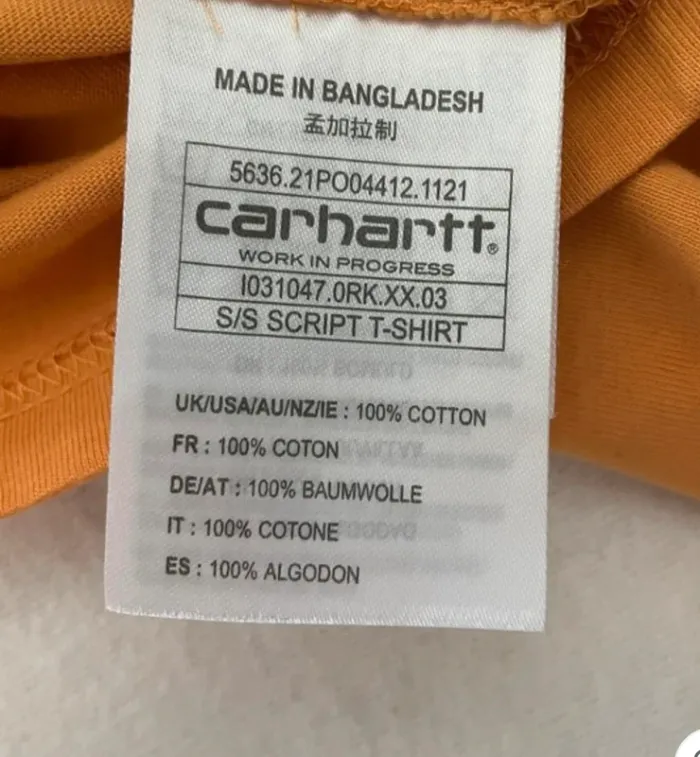 MADE IN BANGLADESH
孟加拉制
5636.21PO04412.1121
carhartt®
WORK IN PROGRESS
I031047.0RK.XX.03
S/S SCRIPT T-SHIRT
UK/USA/AU/NZ/IE : 100% COTTON
FR : 100% COTON
DE/AT : 100% BAUMWOLLE
IT : 100% COTONE
ES : 100% ALGODON